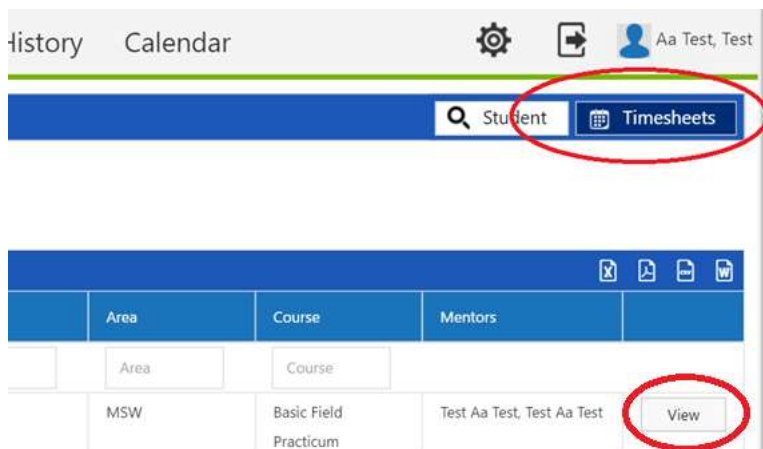 History Calendar Aa Test, Test
Student Timesheets
Area Course Mentors
Area Course
MSW Basic Field Test Aa Test, Test Aa Test View
Practicum